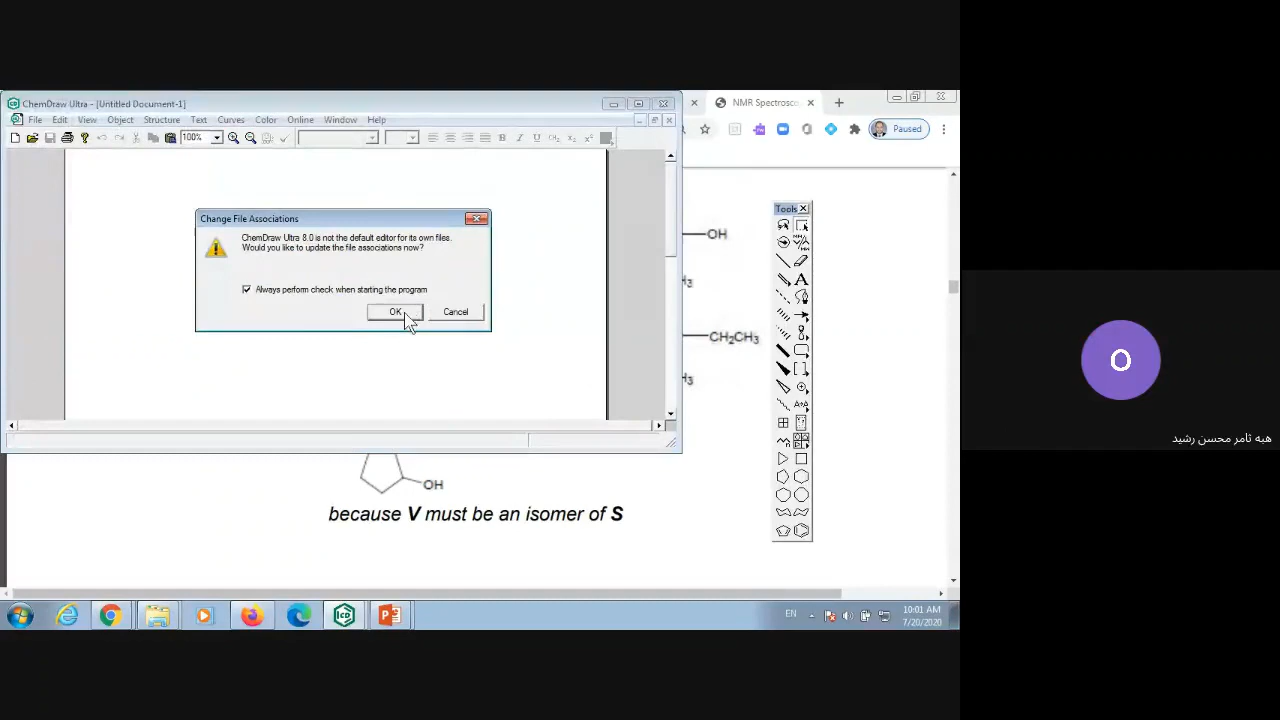 ChemDraw Ultra - [Untitled Document-1]
NMR Spectrosco
File Edit View Object Structure Text Curves Color Online Window Help
Paused
100%
Change File Associations
ChemDraw Ultra 8.0 is not the default editor for its own files.
Would you like to update the file associations now?
Always perform check when starting the program
OK Cancel
Tools
OH
CH₂CH₃
OH
because V must be an isomer of S
O
هبه ثامر محسن رشيد
EN
10:01 AM
7/20/2020